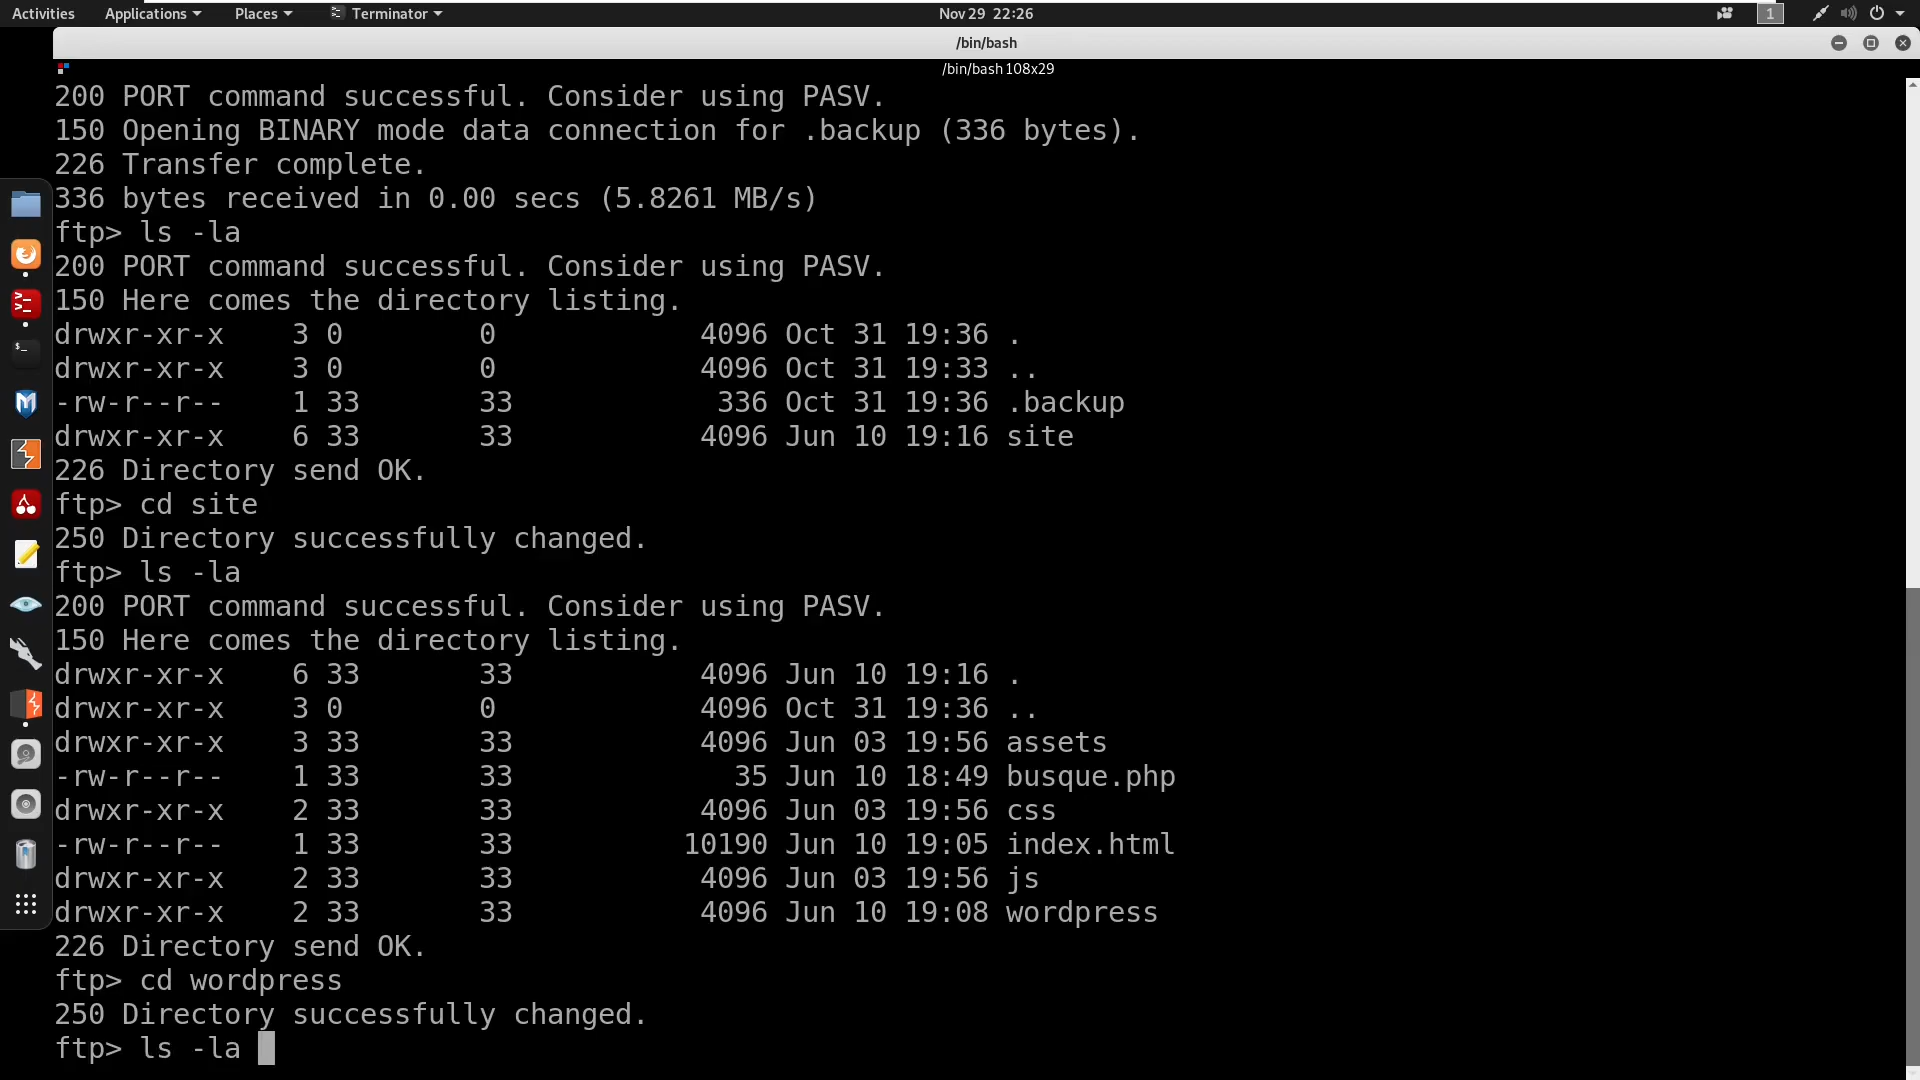 Activities Applications Places Terminator Nov 29 22:26 1
/bin/bash
/bin/bash 108x29
200 PORT command successful. Consider using PASV.
150 Opening BINARY mode data connection for .backup (336 bytes).
226 Transfer complete.
336 bytes received in 0.00 secs (5.8261 MB/s)
ftp> ls -la
200 PORT command successful. Consider using PASV.
150 Here comes the directory listing.
drwxr-xr-x    3 0        0            4096 Oct 31 19:36 .
drwxr-xr-x    3 0        0            4096 Oct 31 19:33 ..
-rw-r--r--    1 33       33            336 Oct 31 19:36 .backup
drwxr-xr-x    6 33       33           4096 Jun 10 19:16 site
226 Directory send OK.
ftp> cd site
250 Directory successfully changed.
ftp> ls -la
200 PORT command successful. Consider using PASV.
150 Here comes the directory listing.
drwxr-xr-x    6 33       33           4096 Jun 10 19:16 .
drwxr-xr-x    3 0        0            4096 Oct 31 19:36 ..
drwxr-xr-x    3 33       33           4096 Jun 03 19:56 assets
-rw-r--r--    1 33       33             35 Jun 10 18:49 busque.php
drwxr-xr-x    2 33       33           4096 Jun 03 19:56 css
-rw-r--r--    1 33       33          10190 Jun 10 19:05 index.html
drwxr-xr-x    2 33       33           4096 Jun 03 19:56 js
drwxr-xr-x    2 33       33           4096 Jun 10 19:08 wordpress
226 Directory send OK.
ftp> cd wordpress
250 Directory successfully changed.
ftp> ls -la